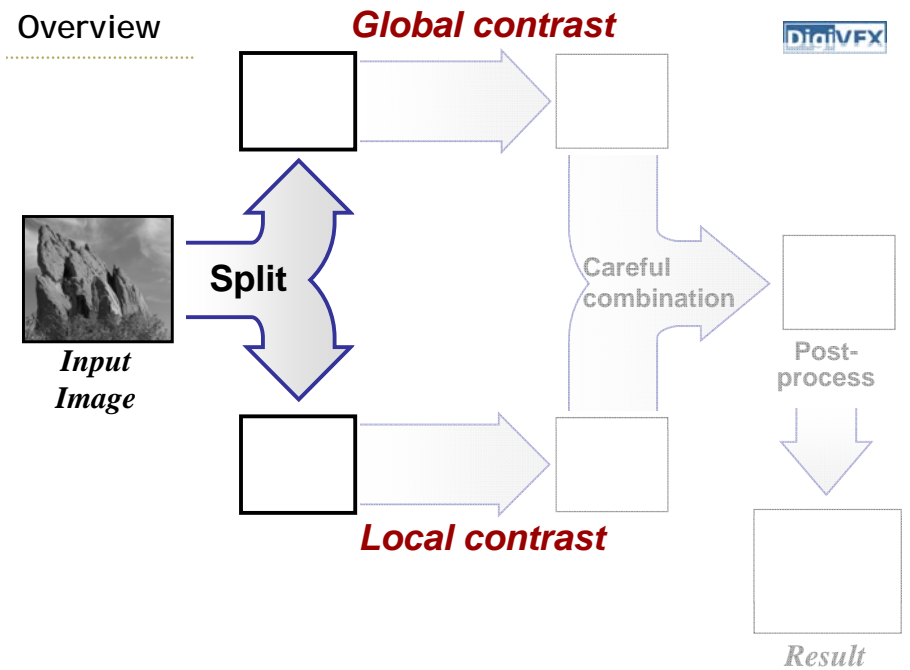 Overview
Global contrast
DigiVFX
Split
Careful
combination
Input
Image
Post-
process
Local contrast
Result